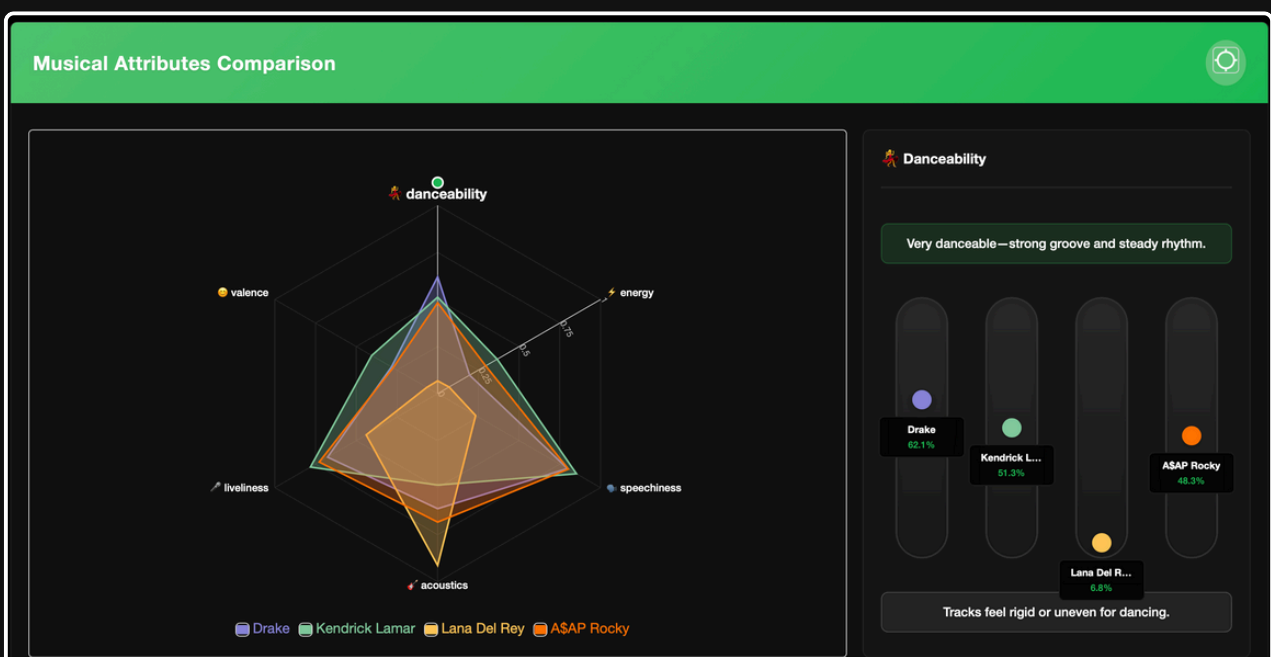 Musical Attributes Comparison
danceability
valence
energy
1
0.75
0.5
0.25
0
liveliness
speechiness
acoustics
Drake Kendrick Lamar Lana Del Rey A$AP Rocky
Danceability
Very danceable—strong groove and steady rhythm.
Drake
62.1%
Kendrick L...
51.3%
Lana Del R...
6.8%
A$AP Rocky
48.3%
Tracks feel rigid or uneven for dancing.